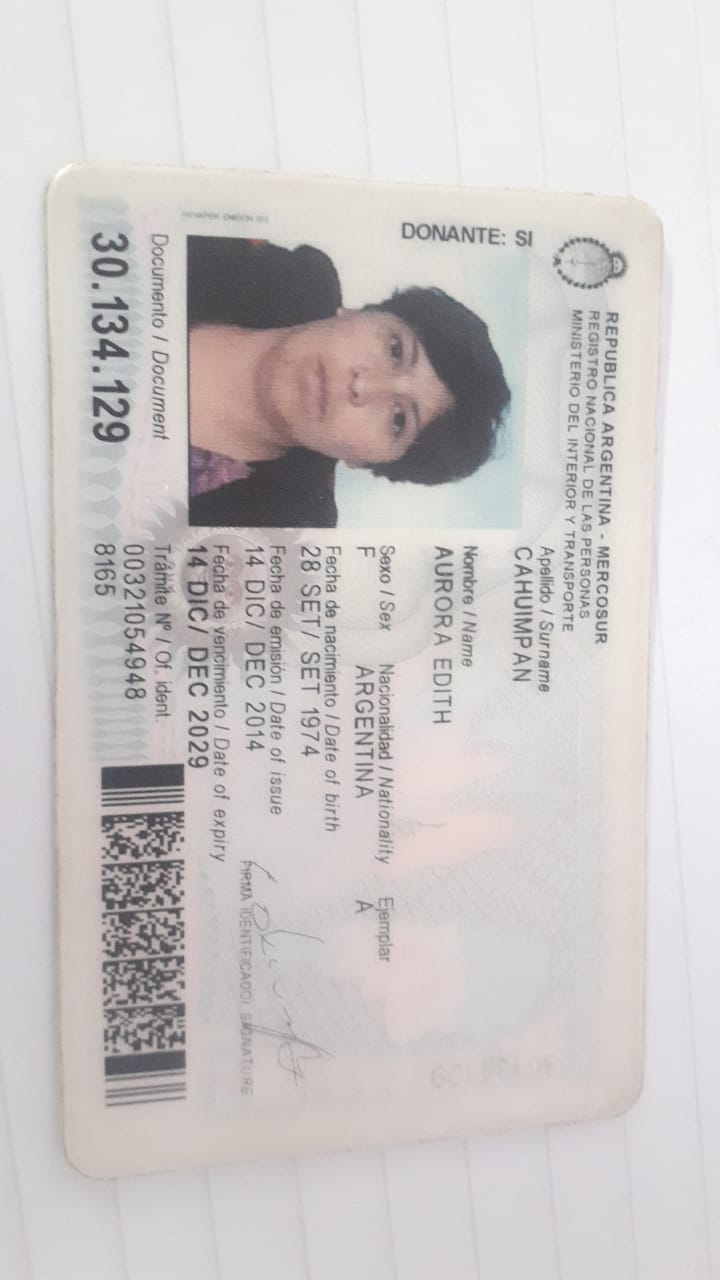 REPUBLICA ARGENTINA - MERCOSUR
REGISTRO NACIONAL DE LAS PERSONAS
MINISTERIO DEL INTERIOR Y TRANSPORTE
DONANTE: SI
Apellido / Surname
CAHUIMPAN
Nombre / Name
AURORA EDITH
Sexo / Sex Nacionalidad / Nationality Ejemplar
F ARGENTINA A
Fecha de nacimiento / Date of birth
28 SET/ SET 1974
Fecha de emisión / Date of issue
14 DIC/ DEC 2014
Fecha de vencimiento / Date of expiry
14 DIC/ DEC 2029
FIRMA IDENTIFICADO/ SIGNATURE
Documento / Document
30.134.129
Trámite Nº / Of. ident.
00321054948
8165